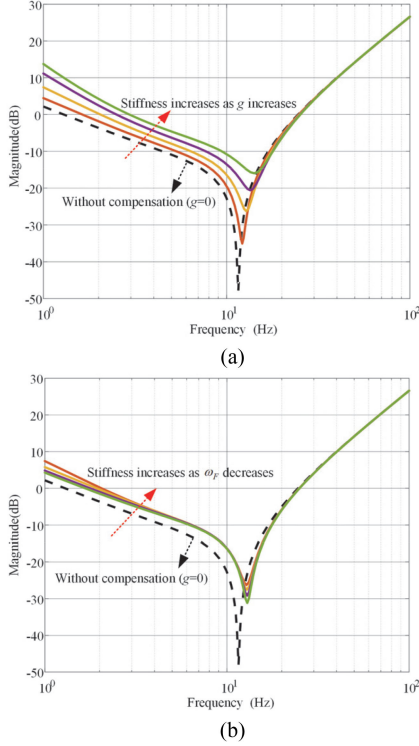 30
20
10
Stiffness increases as g increases
0
Magnitude(dB)
-10
Without compensation (g=0)
-20
-30
-40
-50
10^0
10^1
10^2
Frequency (Hz)
(a)
30
20
10
Stiffness increases as ω_F decreases
0
Magnitude(dB)
-10
-20
Without compensation (g=0)
-30
-40
-50
10^0
10^1
10^2
Frequency (Hz)
(b)